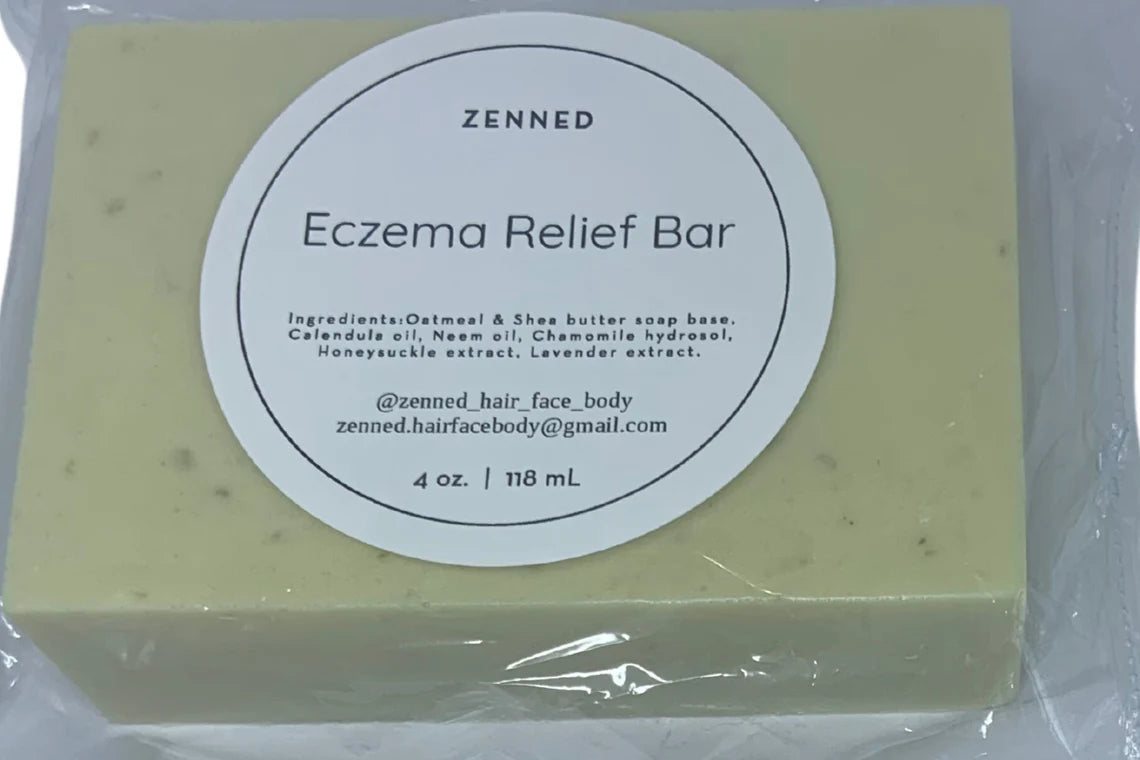 ZENNED
Eczema Relief Bar
Ingredients:Oatmeal & Shea butter soap base,
Calendula oil, Neem oil, Chamomile hydrosol,
Honeysuckle extract, Lavender extract.
@zenned_hair_face_body
zenned.hairfacebody@gmail.com
4 oz. | 118 mL